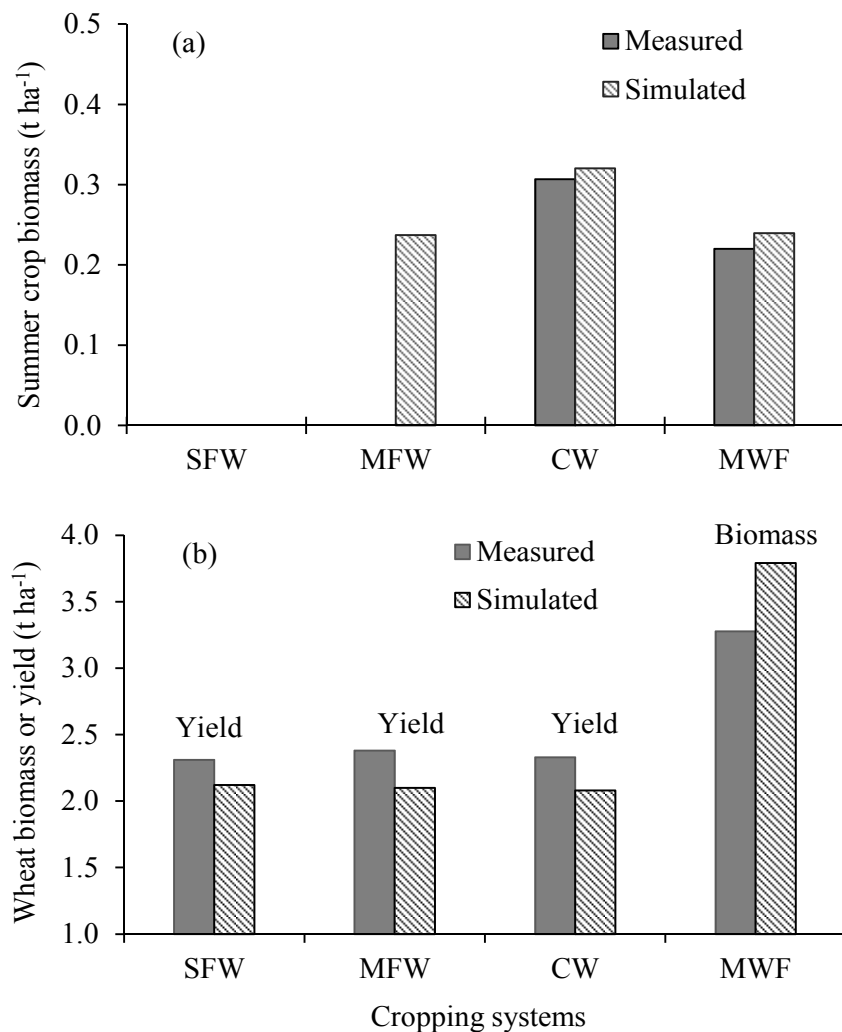 (a)
Measured
Simulated
Summer crop biomass (t ha⁻¹)
0.5
0.4
0.3
0.2
0.1
0.0
SFW MFW CW MWF
(b)
Measured
Simulated
Biomass
Yield Yield Yield
Wheat biomass or yield (t ha⁻¹)
4.0
3.5
3.0
2.5
2.0
1.5
1.0
SFW MFW CW MWF
Cropping systems